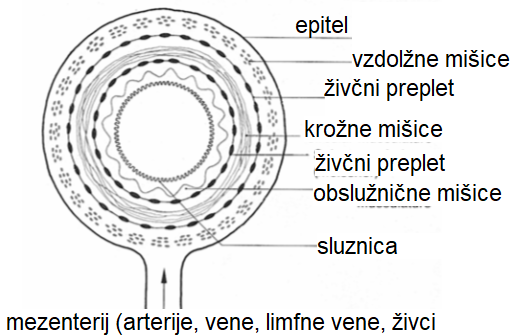 epitel
vzdolžne mišice
živčni preplet
krožne mišice
živčni preplet
obslužnične mišice
sluznica
mezenterij (arterije, vene, limfne vene, živci